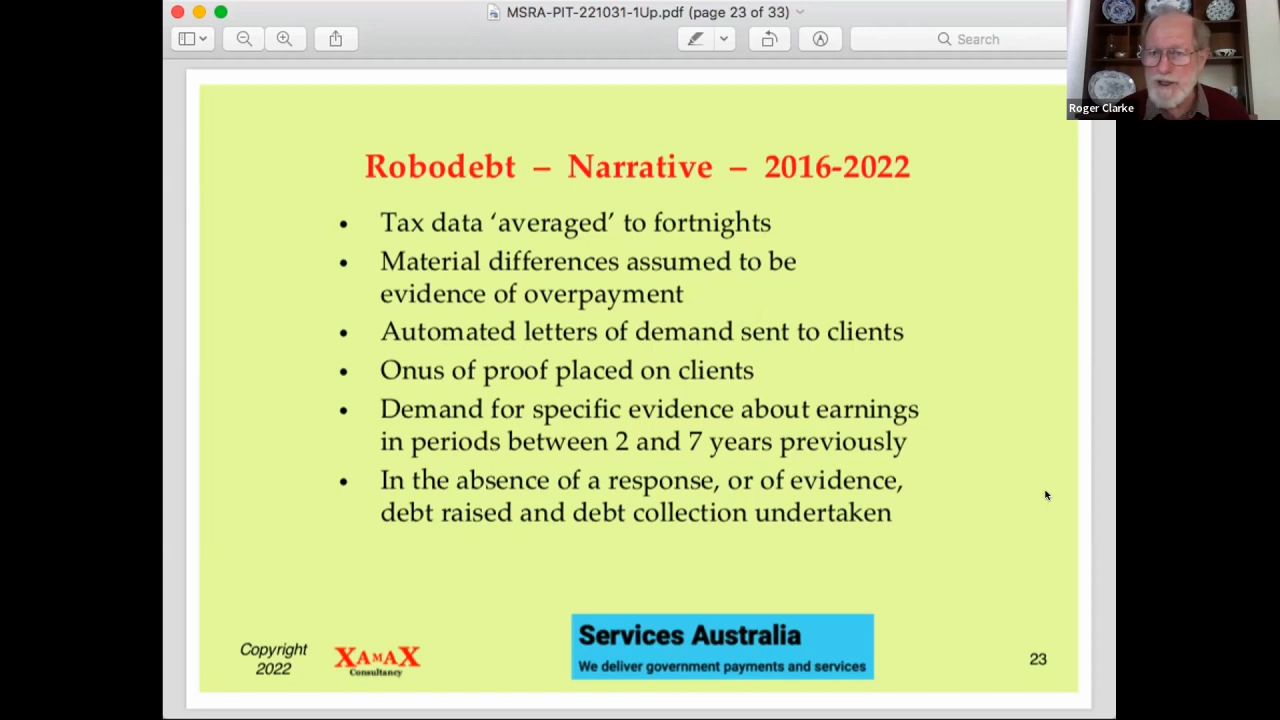 MSRA-PIT-221031-1Up.pdf (page 23 of 33)
Search
Roger Clarke
Robodebt – Narrative – 2016-2022
• Tax data ‘averaged’ to fortnights
• Material differences assumed to be
evidence of overpayment
• Automated letters of demand sent to clients
• Onus of proof placed on clients
• Demand for specific evidence about earnings
in periods between 2 and 7 years previously
• In the absence of a response, or of evidence,
debt raised and debt collection undertaken
Copyright
2022
XAMAX
Consultancy
Services Australia
We deliver government payments and services
23